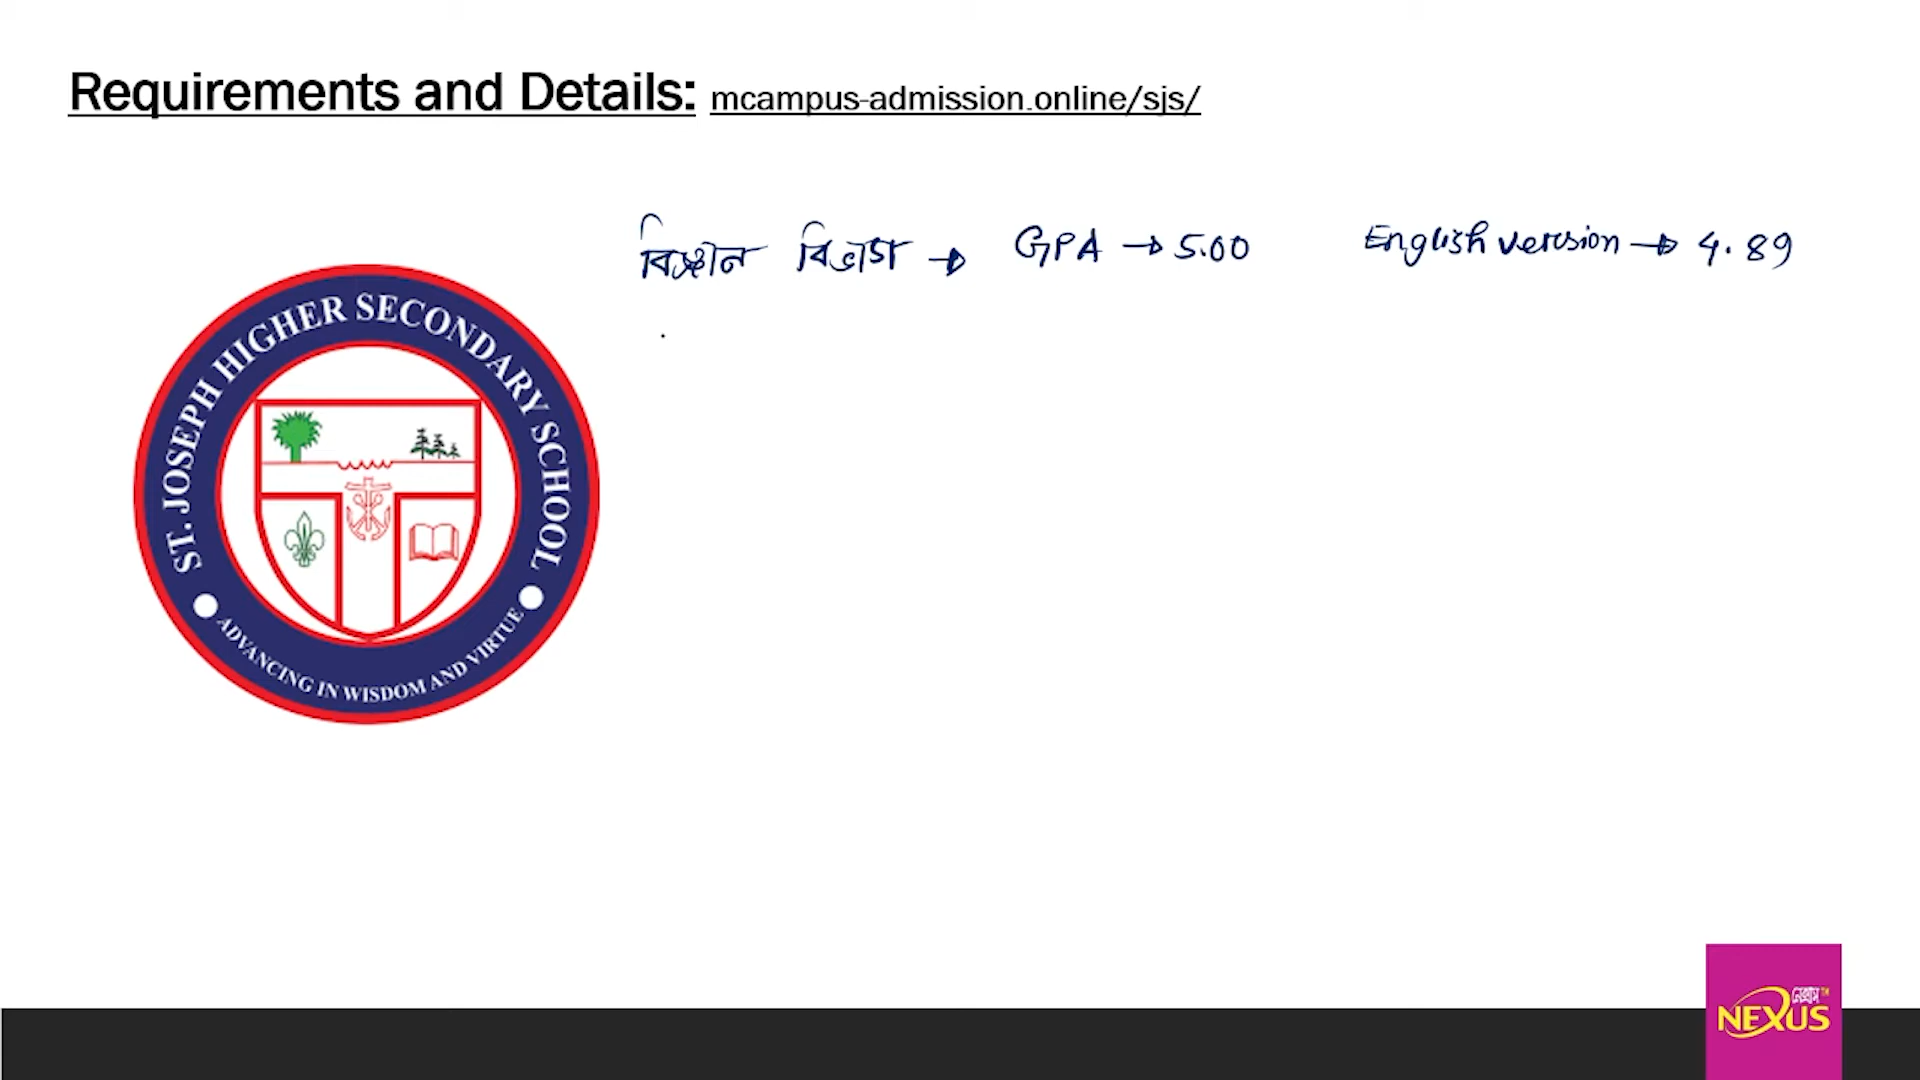 Requirements and Details: mcampus-admission.online/sjs/
বিজ্ঞান বিভাগ → GPA → 5.00 English version → 4.89
ST. JOSEPH HIGHER SECONDARY SCHOOL
ADVANCING IN WISDOM AND VIRTUE
নেক্সাস™
NEXUS